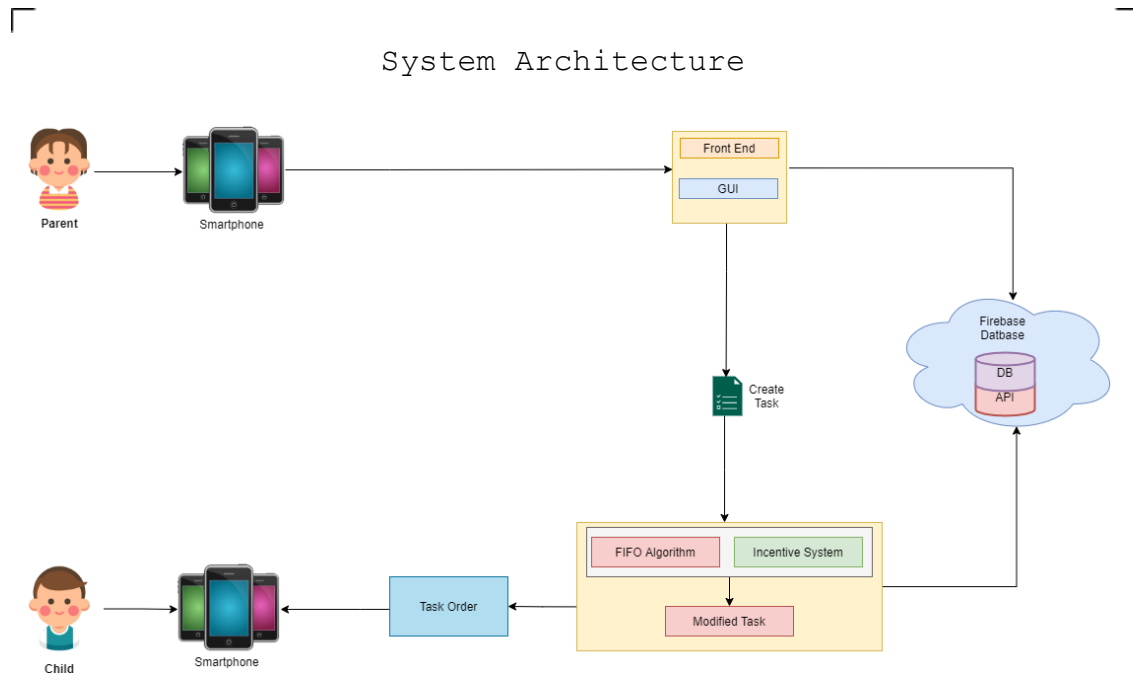 System Architecture
Front End
GUI
Parent
Smartphone
Firebase
Datbase
DB
API
Create
Task
FIFO Algorithm
Incentive System
Task Order
Modified Task
Smartphone
Child